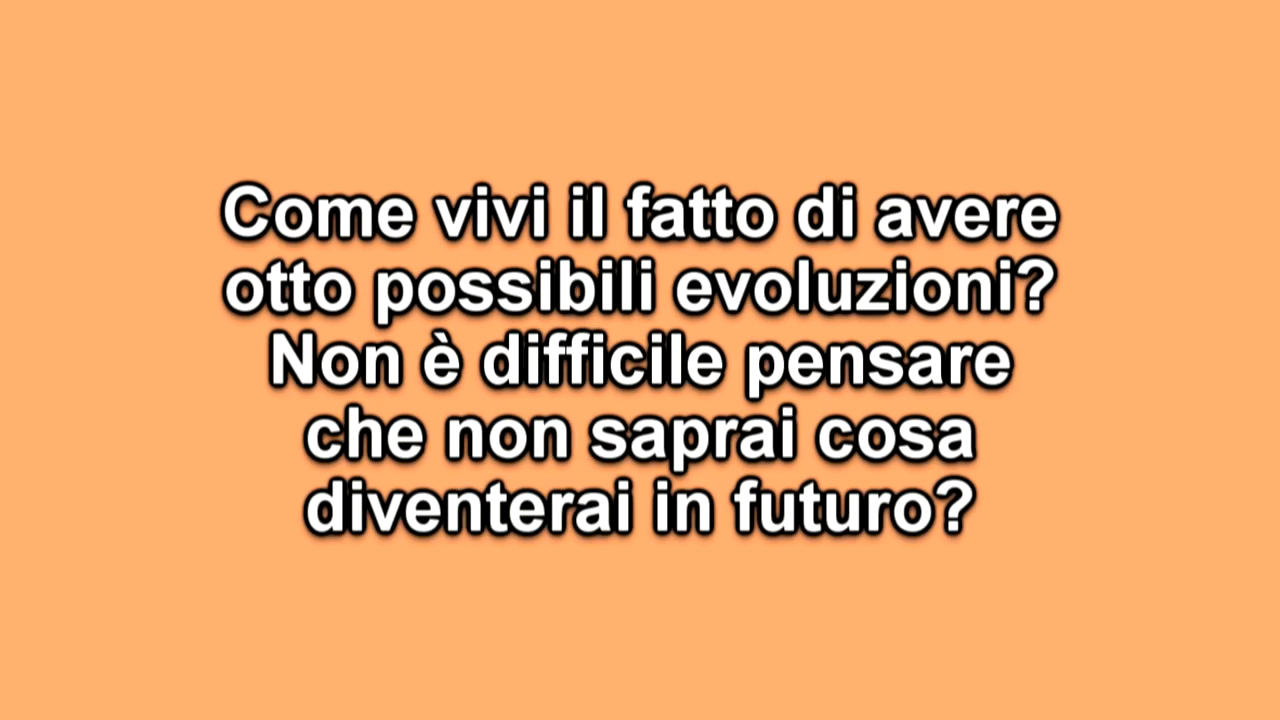 Come vivi il fatto di avere
otto possibili evoluzioni?
Non è difficile pensare
che non saprai cosa
diventerai in futuro?